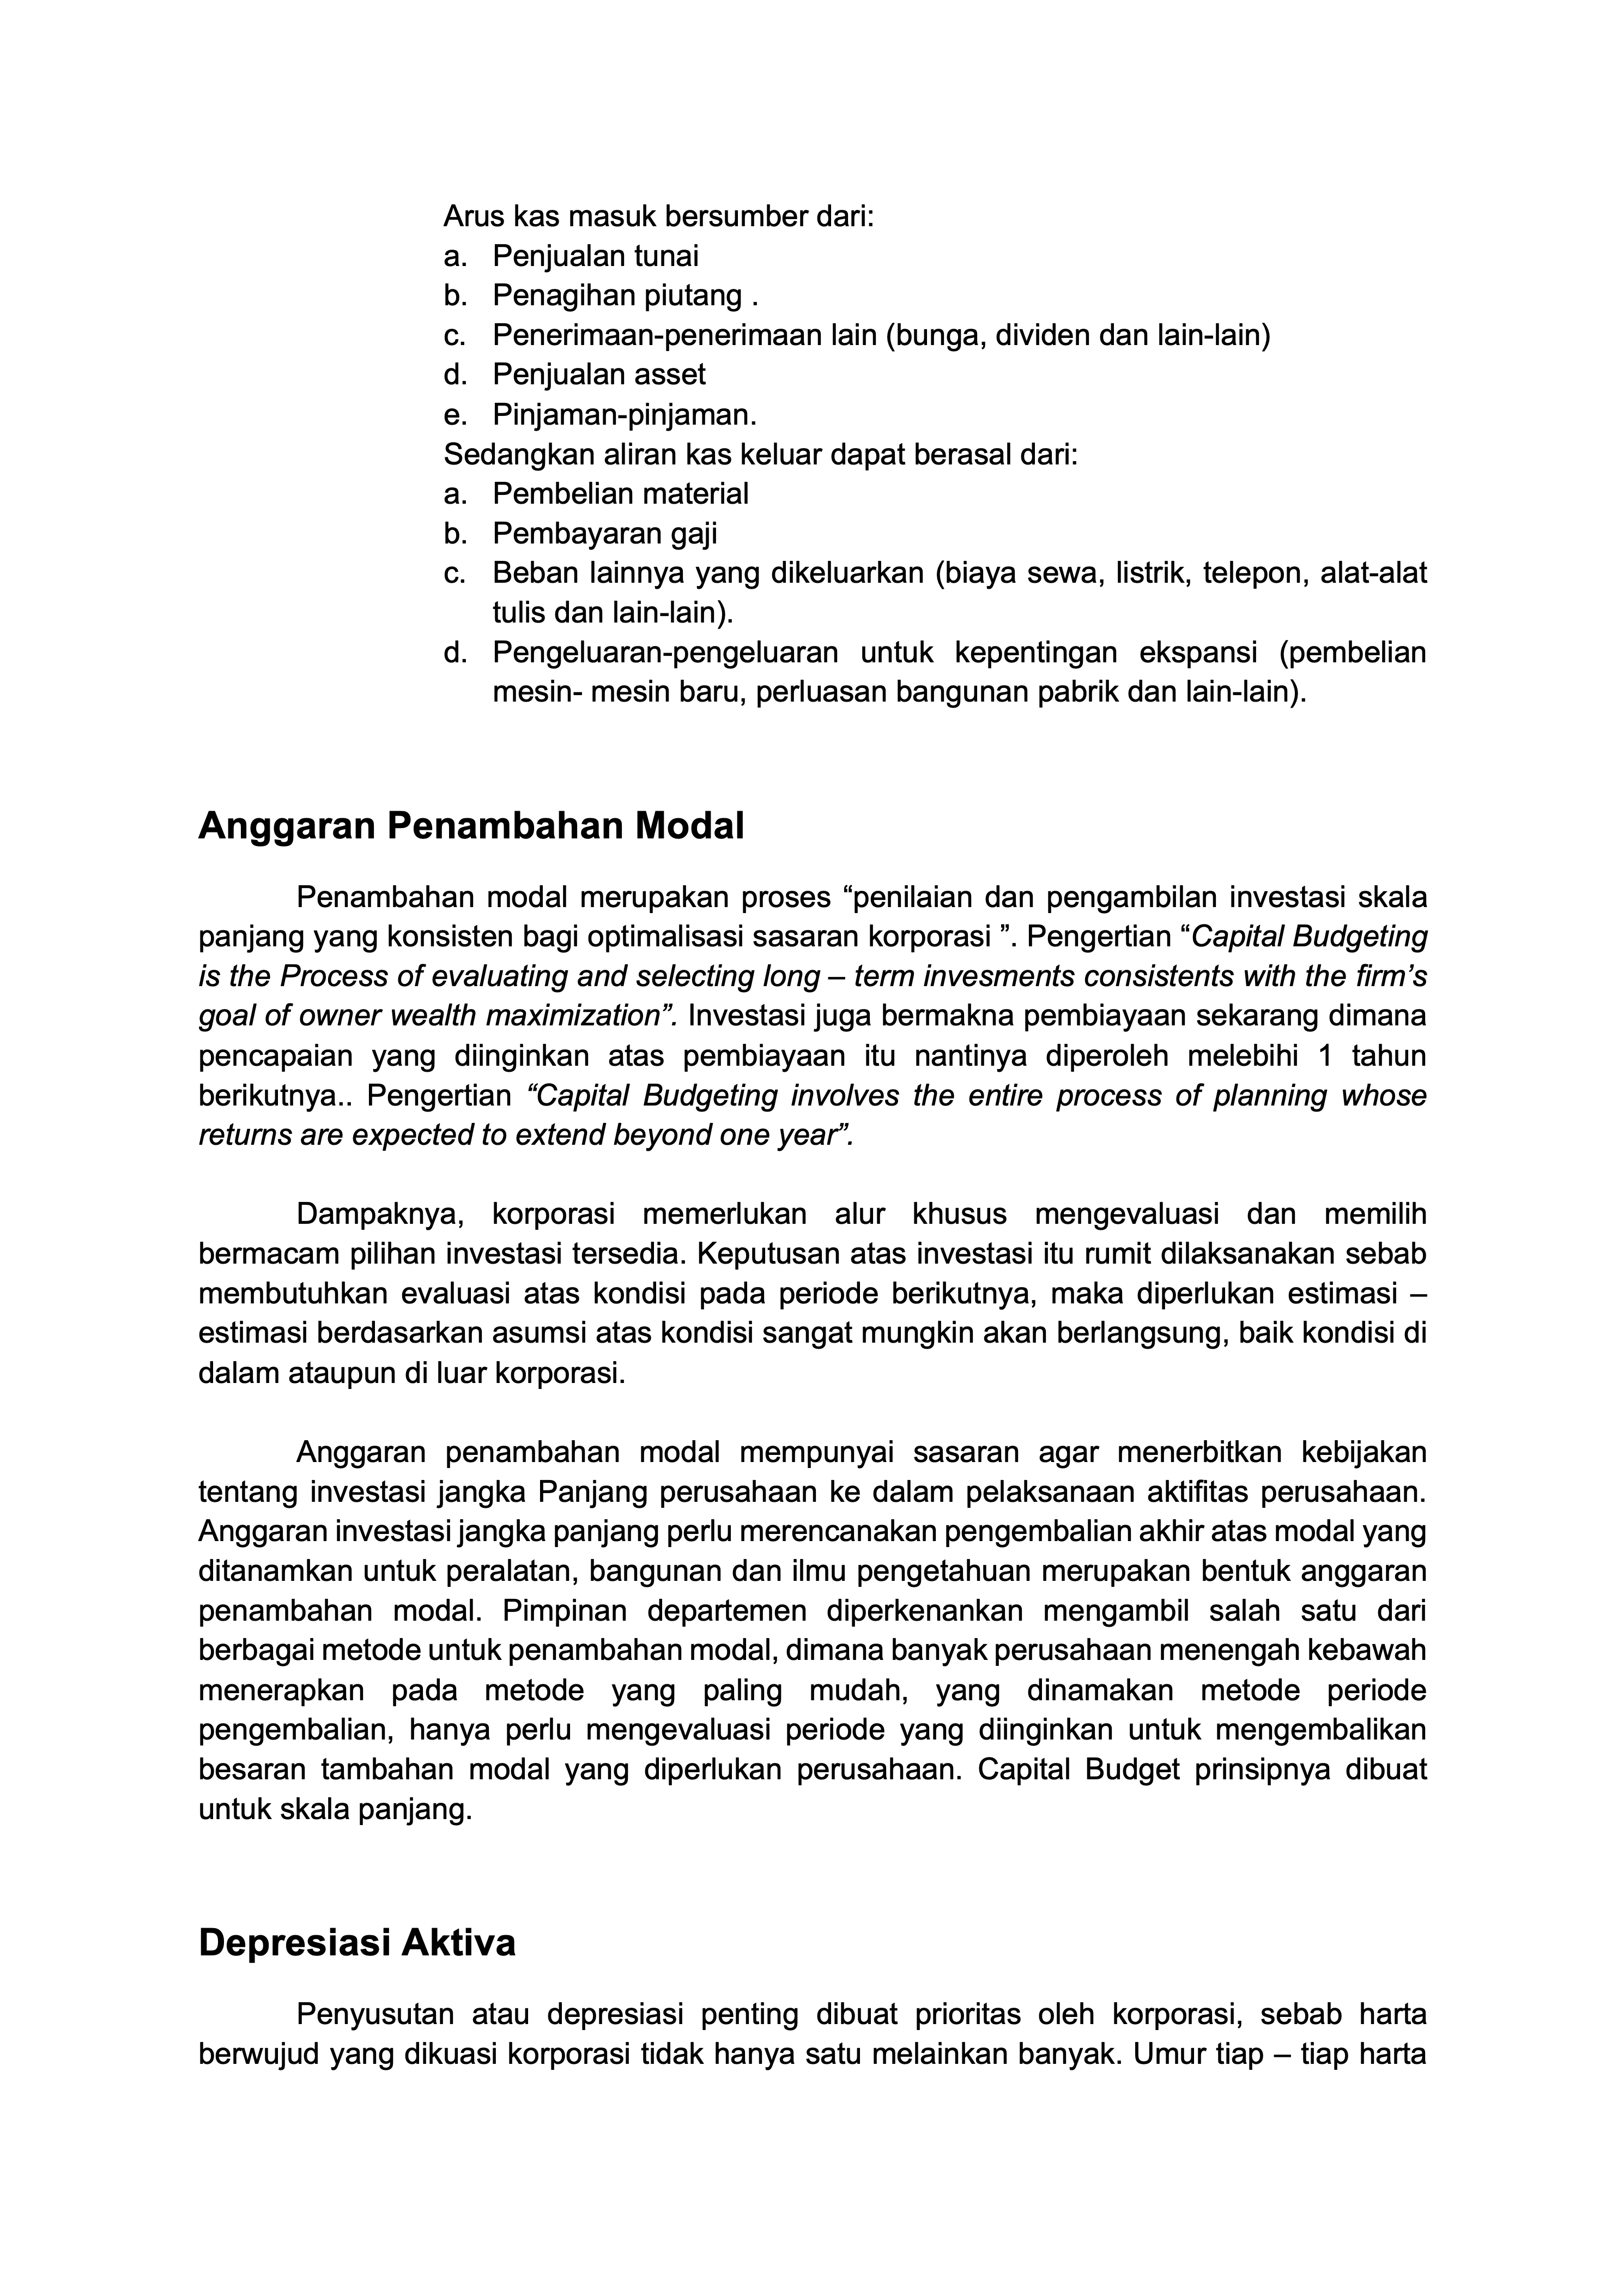 Arus kas masuk bersumber dari:
a. Penjualan tunai
b. Penagihan piutang .
c. Penerimaan-penerimaan lain (bunga, dividen dan lain-lain)
d. Penjualan asset
e. Pinjaman-pinjaman.
Sedangkan aliran kas keluar dapat berasal dari:
a. Pembelian material
b. Pembayaran gaji
c. Beban lainnya yang dikeluarkan (biaya sewa, listrik, telepon, alat-alat
tulis dan lain-lain).
d. Pengeluaran-pengeluaran untuk kepentingan ekspansi (pembelian
mesin- mesin baru, perluasan bangunan pabrik dan lain-lain).
Anggaran Penambahan Modal
Penambahan modal merupakan proses “penilaian dan pengambilan investasi skala
panjang yang konsisten bagi optimalisasi sasaran korporasi ”. Pengertian “Capital Budgeting
is the Process of evaluating and selecting long – term invesments consistents with the firm’s
goal of owner wealth maximization”. Investasi juga bermakna pembiayaan sekarang dimana
pencapaian yang diinginkan atas pembiayaan itu nantinya diperoleh melebihi 1 tahun
berikutnya.. Pengertian “Capital Budgeting involves the entire process of planning whose
returns are expected to extend beyond one year”.
Dampaknya, korporasi memerlukan alur khusus mengevaluasi dan memilih
bermacam pilihan investasi tersedia. Keputusan atas investasi itu rumit dilaksanakan sebab
membutuhkan evaluasi atas kondisi pada periode berikutnya, maka diperlukan estimasi –
estimasi berdasarkan asumsi atas kondisi sangat mungkin akan berlangsung, baik kondisi di
dalam ataupun di luar korporasi.
Anggaran penambahan modal mempunyai sasaran agar menerbitkan kebijakan
tentang investasi jangka Panjang perusahaan ke dalam pelaksanaan aktifitas perusahaan.
Anggaran investasi jangka panjang perlu merencanakan pengembalian akhir atas modal yang
ditanamkan untuk peralatan, bangunan dan ilmu pengetahuan merupakan bentuk anggaran
penambahan modal. Pimpinan departemen diperkenankan mengambil salah satu dari
berbagai metode untuk penambahan modal, dimana banyak perusahaan menengah kebawah
menerapkan pada metode yang paling mudah, yang dinamakan metode periode
pengembalian, hanya perlu mengevaluasi periode yang diinginkan untuk mengembalikan
besaran tambahan modal yang diperlukan perusahaan. Capital Budget prinsipnya dibuat
untuk skala panjang.
Depresiasi Aktiva
Penyusutan atau depresiasi penting dibuat prioritas oleh korporasi, sebab harta
berwujud yang dikuasi korporasi tidak hanya satu melainkan banyak. Umur tiap – tiap harta